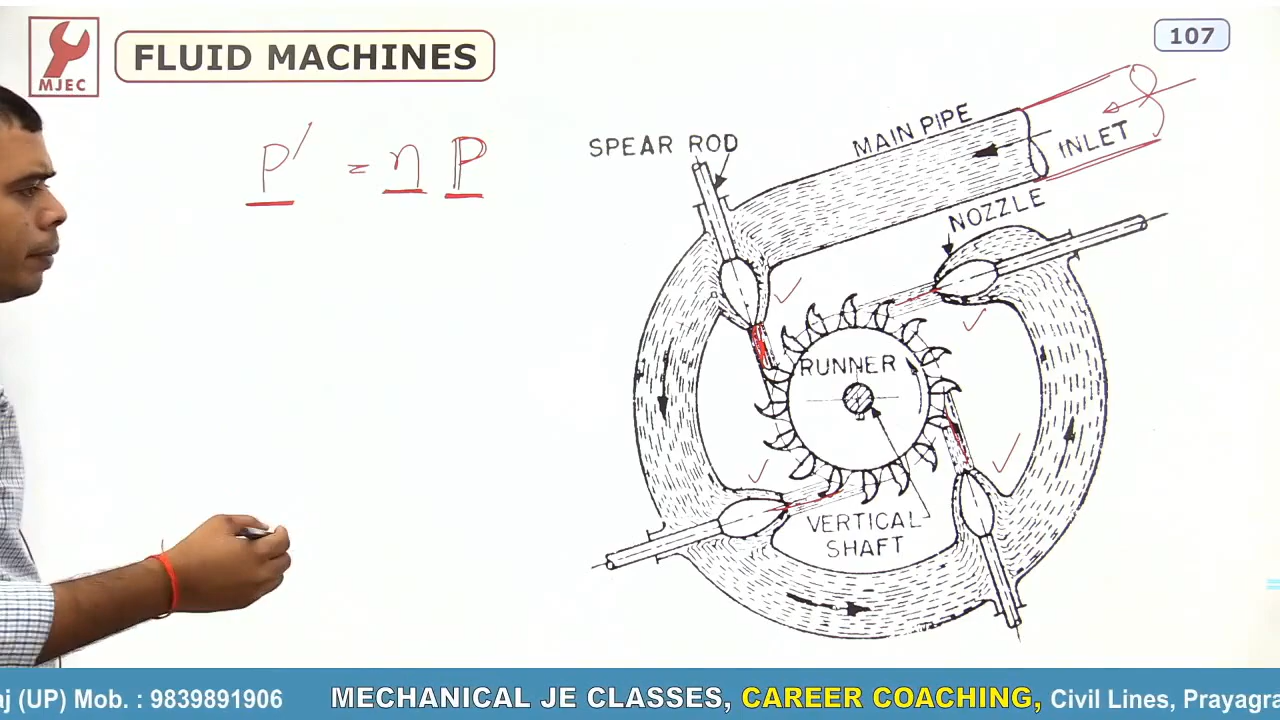 MJEC
FLUID MACHINES
107
P' = η P
SPEAR ROD
MAIN PIPE
INLET
NOZZLE
RUNNER
VERTICAL
SHAFT
aj (UP) Mob. : 9839891906 MECHANICAL JE CLASSES, CAREER COACHING, Civil Lines, Prayagra